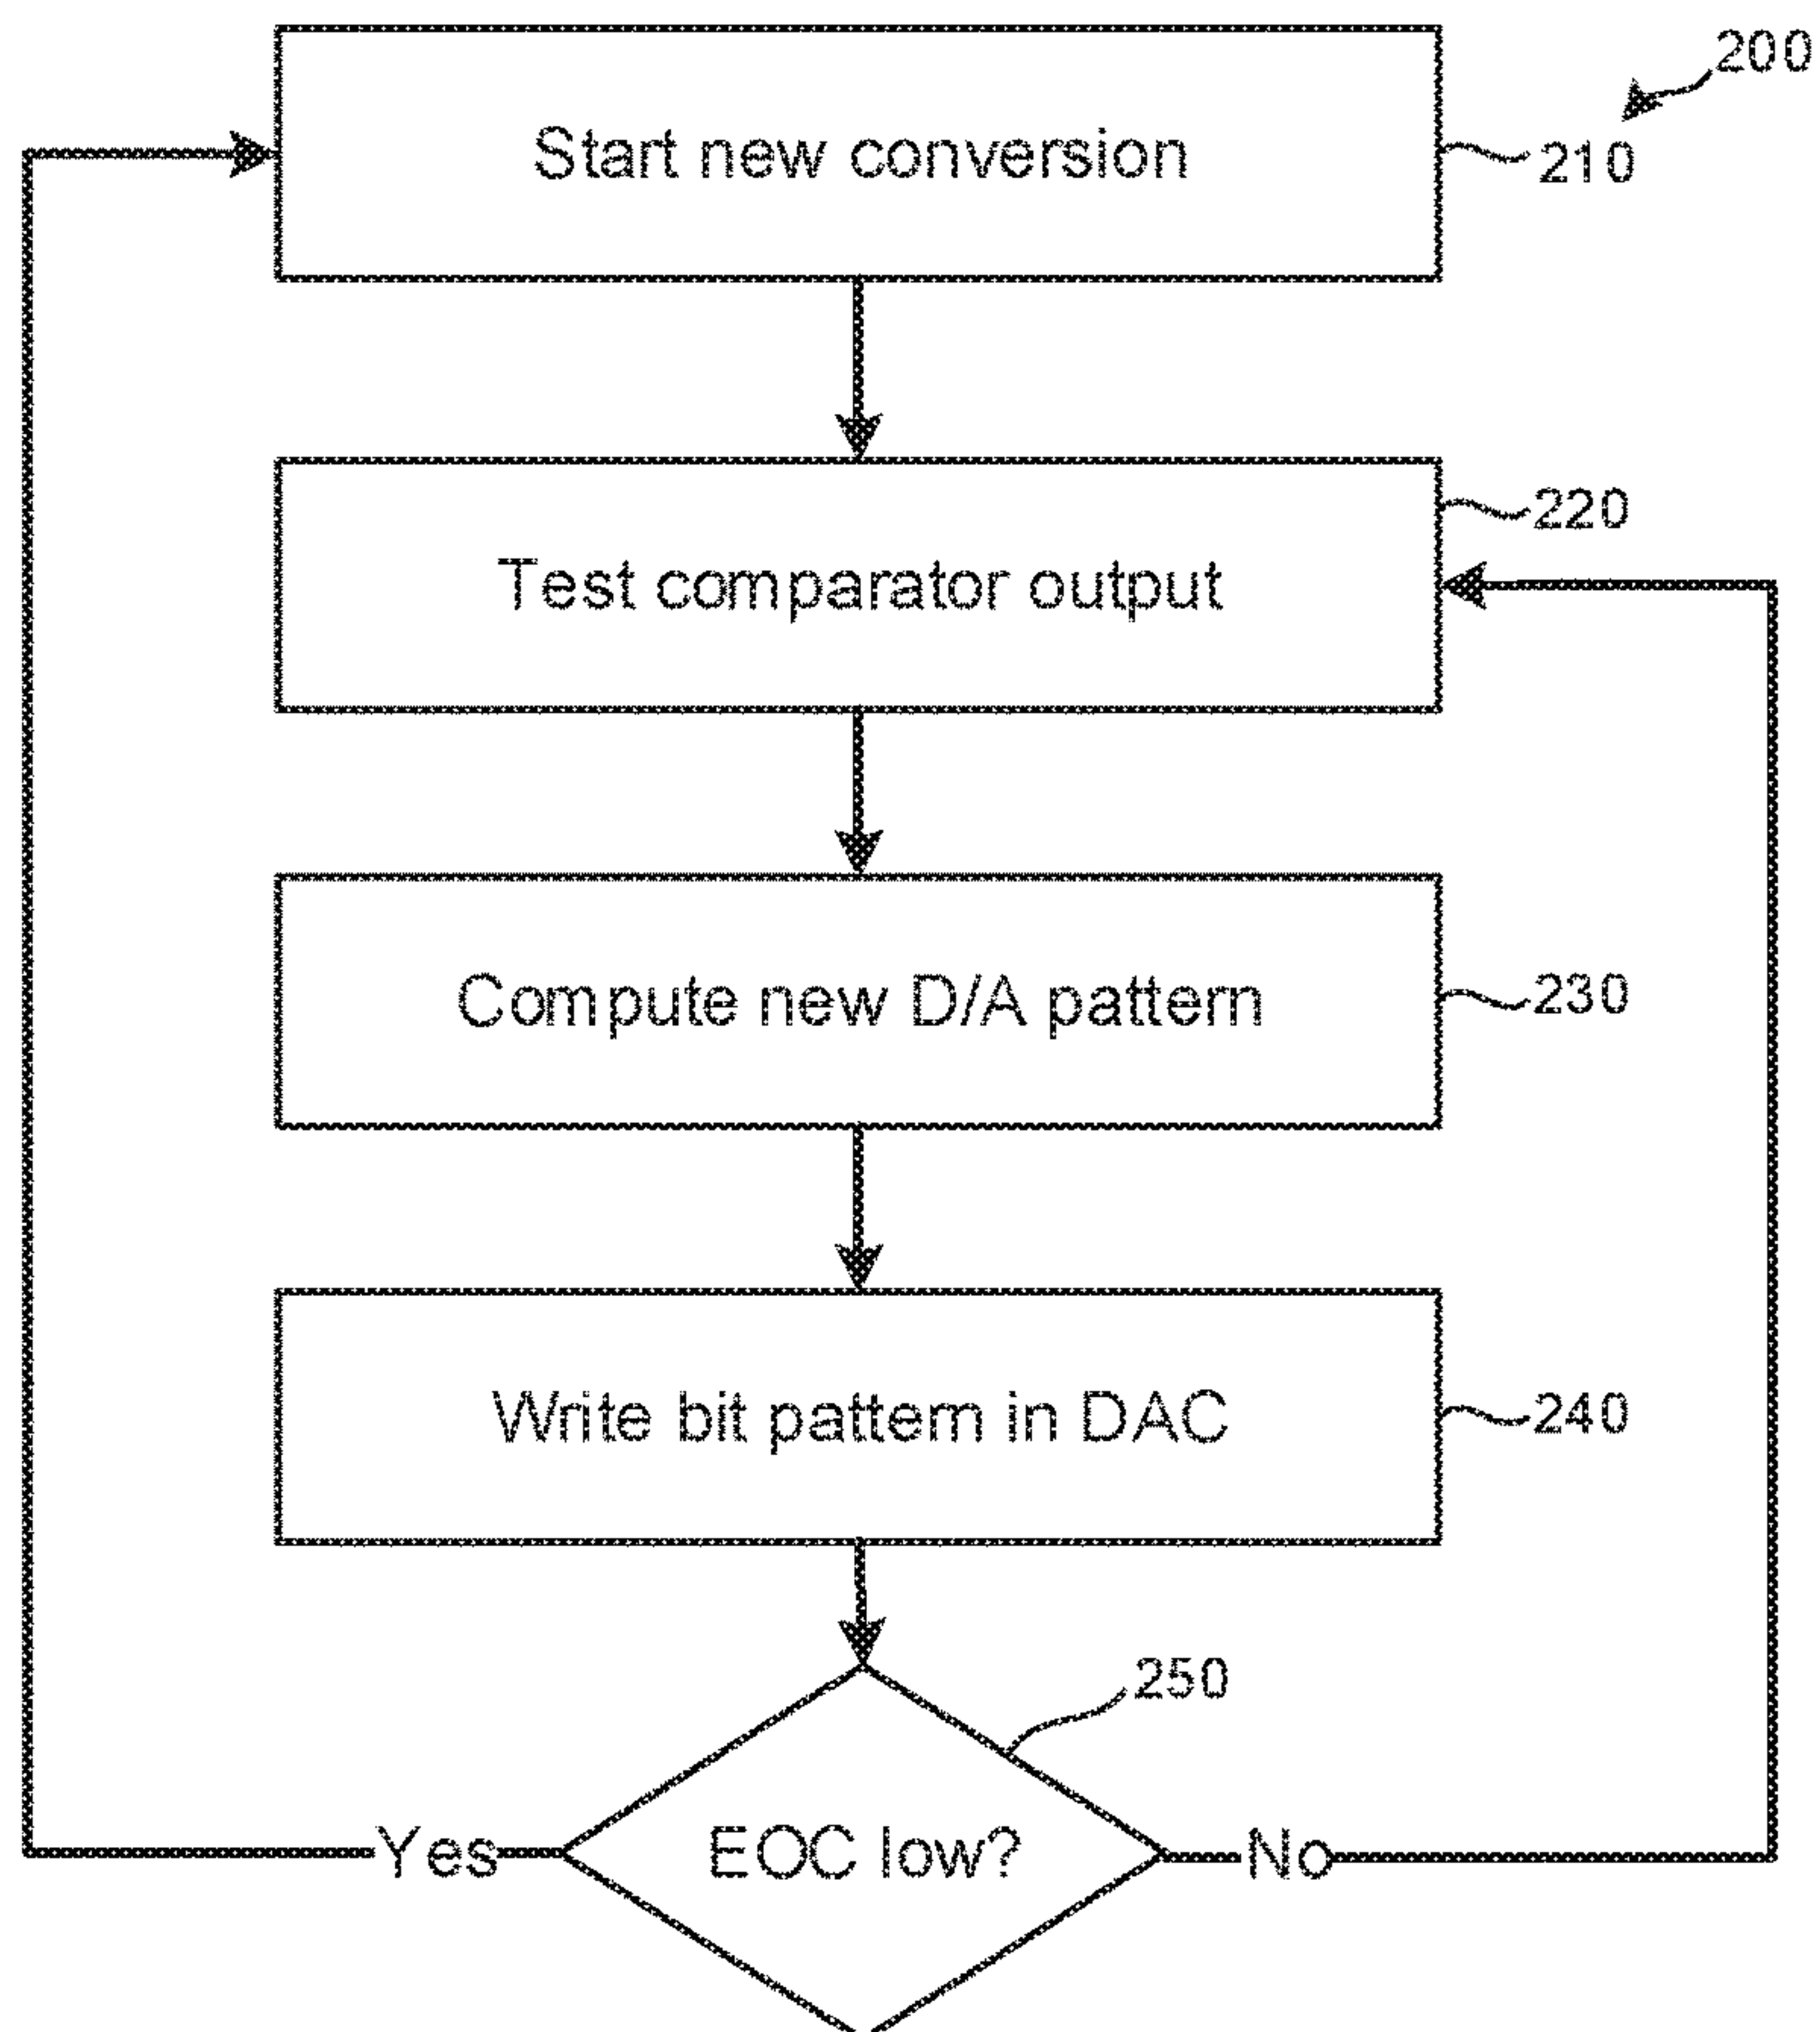 200
Start new conversion
210
220
Test comparator output
Compute new D/A pattern
230
Write bit pattern in DAC
240
250
Yes
EOC low?
No